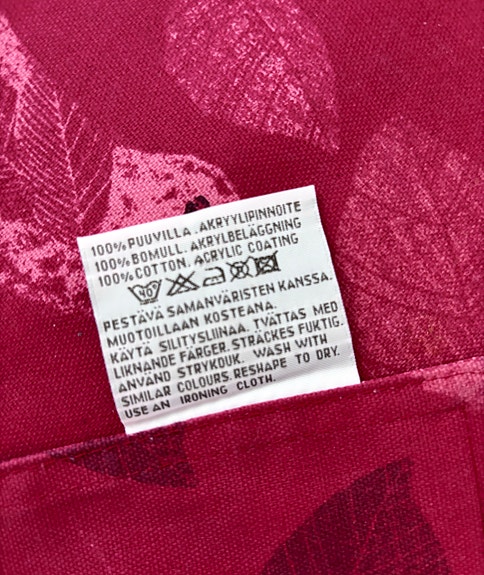 100% PUUVILLA. AKRYYLIPINNOITE
100% BOMULL. AKRYLBELÄGGNING
100% COTTON. ACRYLIC COATING
40
PESTÄVÄ SAMANVÄRISTEN KANSSA.
MUOTOILLAAN KOSTEANA.
KÄYTÄ SILITYSLIINAA. TVÄTTAS MED
LIKNANDE FÄRGER. STRÄCKES FUKTIG.
ANVÄND STRYKDUK. WASH WITH
SIMILAR COLOURS. RESHAPE TO DRY.
USE AN IRONING CLOTH.